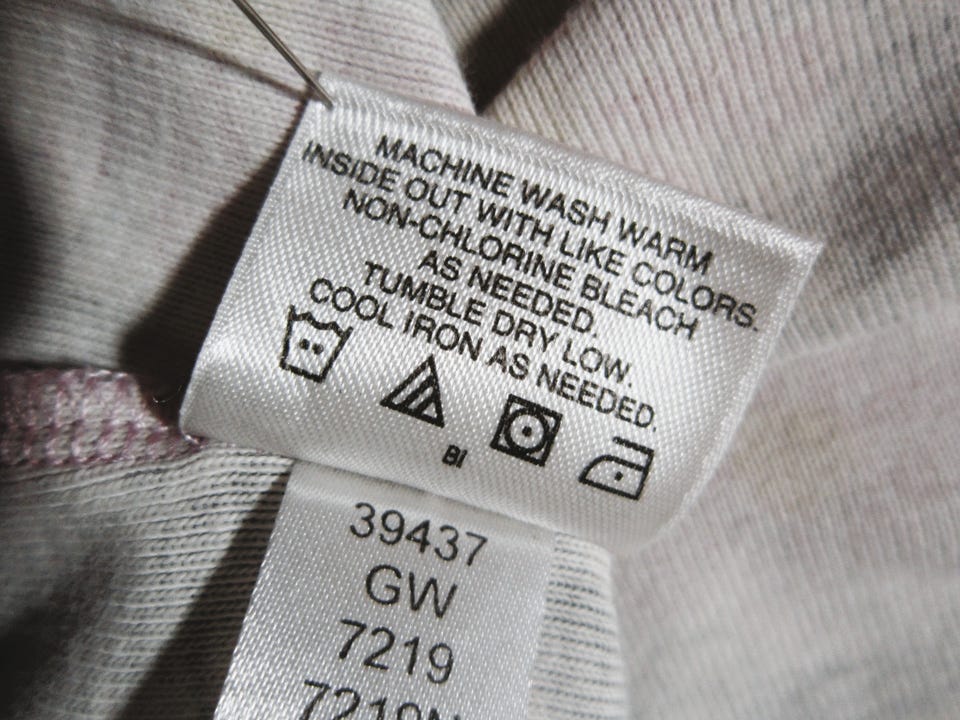 MACHINE WASH WARM
INSIDE OUT WITH LIKE COLORS.
NON-CHLORINE BLEACH
AS NEEDED.
TUMBLE DRY LOW.
COOL IRON AS NEEDED.
BI
39437
GW
7219
7219N